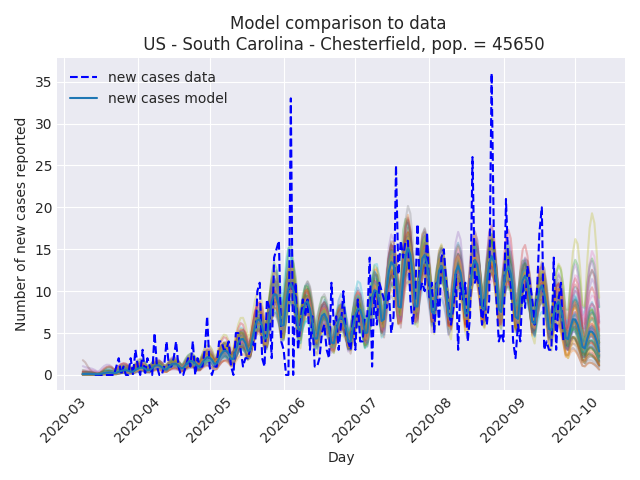 Model comparison to data
US - South Carolina - Chesterfield, pop. = 45650
new cases data
new cases model
Number of new cases reported
35
30
25
20
15
10
5
0
2020-03
2020-04
2020-05
2020-06
2020-07
2020-08
2020-09
2020-10
Day